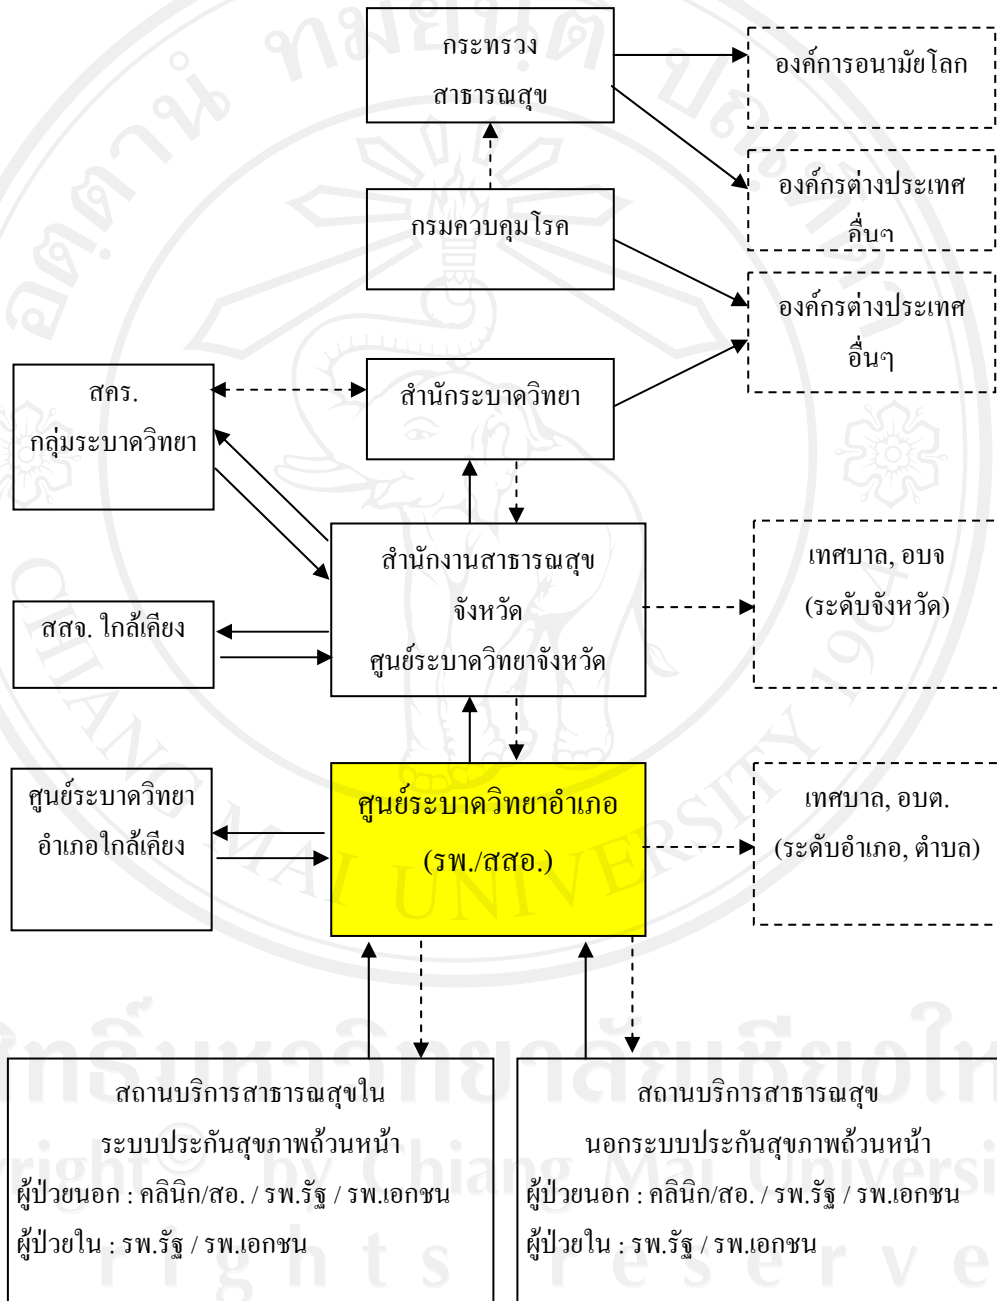 กระทรวง
สาธารณสุข
องค์การอนามัยโลก
องค์กรต่างประเทศ
อื่นๆ
กรมควบคุมโรค
องค์กรต่างประเทศ
อื่นๆ
สคร.
กลุ่มระบาดวิทยา
สำนักระบาดวิทยา
สำนักงานสาธารณสุข
จังหวัด
ศูนย์ระบาดวิทยาจังหวัด
เทศบาล, อบจ
(ระดับจังหวัด)
สสจ. ใกล้เคียง
ศูนย์ระบาดวิทยา
อำเภอใกล้เคียง
ศูนย์ระบาดวิทยาอำเภอ
(รพ./สสอ.)
เทศบาล, อบต.
(ระดับอำเภอ, ตำบล)
สถานบริการสาธารณสุขใน
ระบบประกันสุขภาพถ้วนหน้า
ผู้ป่วยนอก : คลินิก/สอ. / รพ.รัฐ / รพ.เอกชน
ผู้ป่วยใน : รพ.รัฐ / รพ.เอกชน
สถานบริการสาธารณสุข
นอกระบบประกันสุขภาพถ้วนหน้า
ผู้ป่วยนอก : คลินิก/สอ. / รพ.รัฐ / รพ.เอกชน
ผู้ป่วยใน : รพ.รัฐ / รพ.เอกชน
CHIANG MAI UNIVERSITY 1964
by Chiang Mai
rights